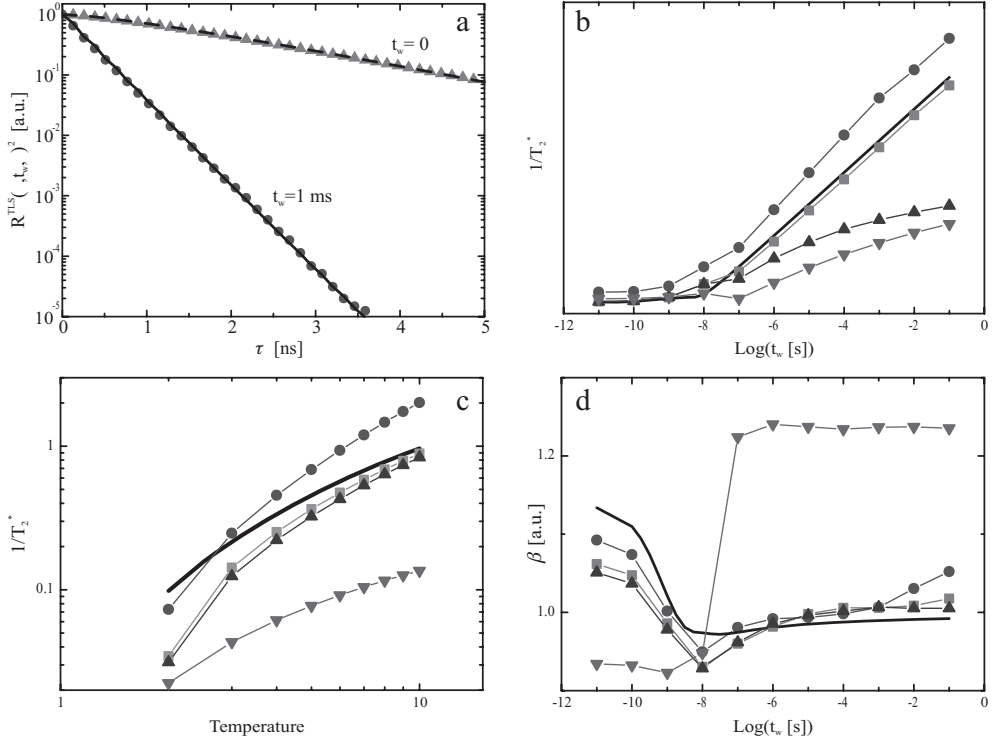 a
t_w = 0
t_w = 1 ms
R^TLS( ,t_w, )^2 [a.u.]
10^0
10^-1
10^-2
10^-3
10^-4
10^-5
0 1 2 3 4 5
τ [ns]
b
1/T_2^*
-12 -10 -8 -6 -4 -2 0
Log(t_w [s])
c
1/T_2^*
1
0.1
1 10
Temperature
d
β [a.u.]
1.2
1.0
0.8
-12 -10 -8 -6 -4 -2 0
Log(t_w [s])